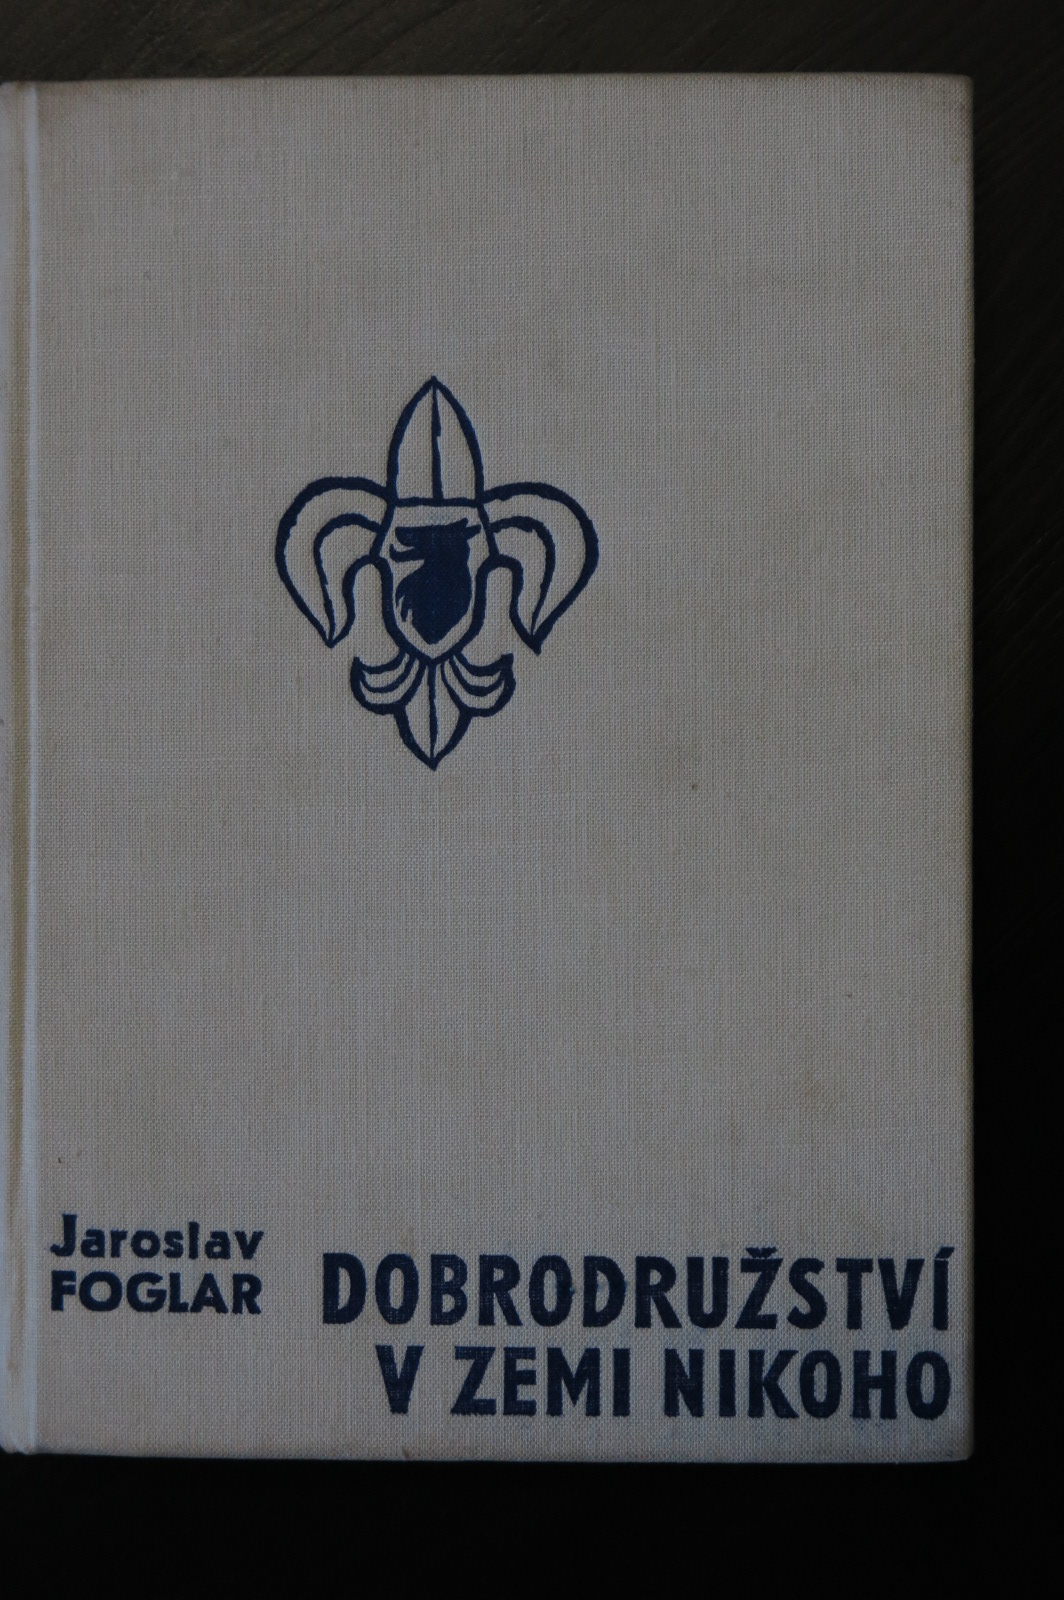 Jaroslav
FOGLAR
DOBRODRUŽSTVÍ
V ZEMI NIKOHO